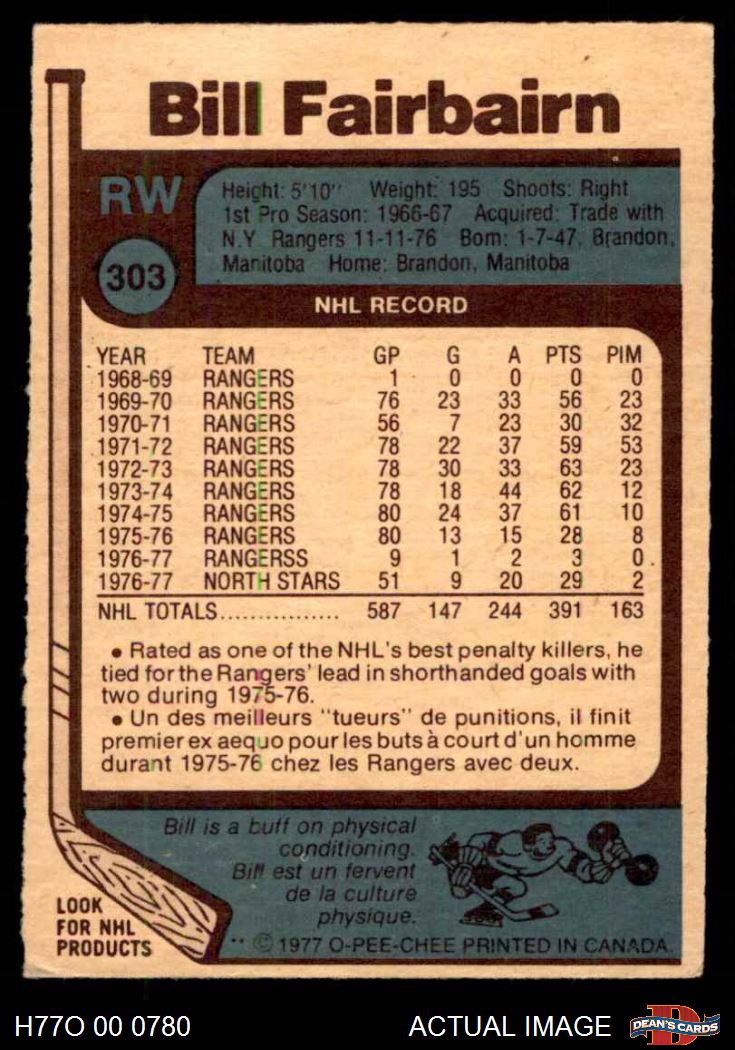 Bill Fairbairn
RW
303
Height: 5'10'' Weight: 195 Shoots: Right
1st Pro Season: 1966-67 Acquired: Trade with
N.Y. Rangers 11-11-76 Born: 1-7-47, Brandon,
Manitoba Home: Brandon, Manitoba
NHL RECORD
YEAR TEAM GP G A PTS PIM
1968-69 RANGERS 1 0 0 0 0
1969-70 RANGERS 76 23 33 56 23
1970-71 RANGERS 56 7 23 30 32
1971-72 RANGERS 78 22 37 59 53
1972-73 RANGERS 78 30 33 63 23
1973-74 RANGERS 78 18 44 62 12
1974-75 RANGERS 80 24 37 61 10
1975-76 RANGERS 80 13 15 28 8
1976-77 RANGERSS 9 1 2 3 0
1976-77 NORTH STARS 51 9 20 29 2
NHL TOTALS................ 587 147 244 391 163
• Rated as one of the NHL's best penalty killers, he
tied for the Rangers' lead in shorthanded goals with
two during 1975-76.
• Un des meilleurs "tueurs" de punitions, il finit
premier ex aequo pour les buts à court d'un homme
durant 1975-76 chez les Rangers avec deux.
Bill is a buff on physical
conditioning.
Bill est un fervent
de la culture
physique.
LOOK
FOR NHL
PRODUCTS
** © 1977 O-PEE-CHEE PRINTED IN CANADA.
H77O 00 0780
ACTUAL IMAGE
D
DEAN'S CARDS